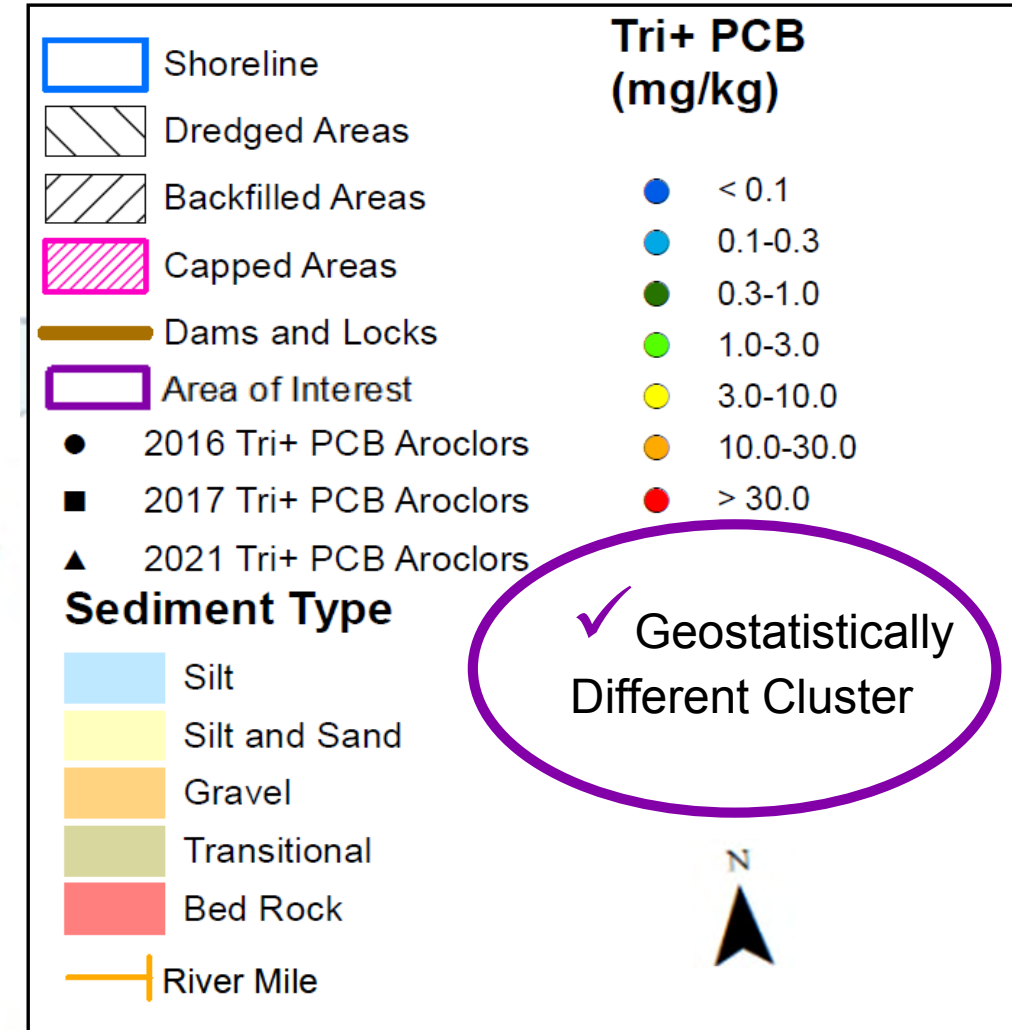 Shoreline
Dredged Areas
Backfilled Areas
Capped Areas
Dams and Locks
Area of Interest
2016 Tri+ PCB Aroclors
2017 Tri+ PCB Aroclors
2021 Tri+ PCB Aroclors
Sediment Type
Silt
Silt and Sand
Gravel
Transitional
Bed Rock
River Mile
Tri+ PCB
(mg/kg)
< 0.1
0.1-0.3
0.3-1.0
1.0-3.0
3.0-10.0
10.0-30.0
> 30.0
✓ Geostatistically
Different Cluster
N